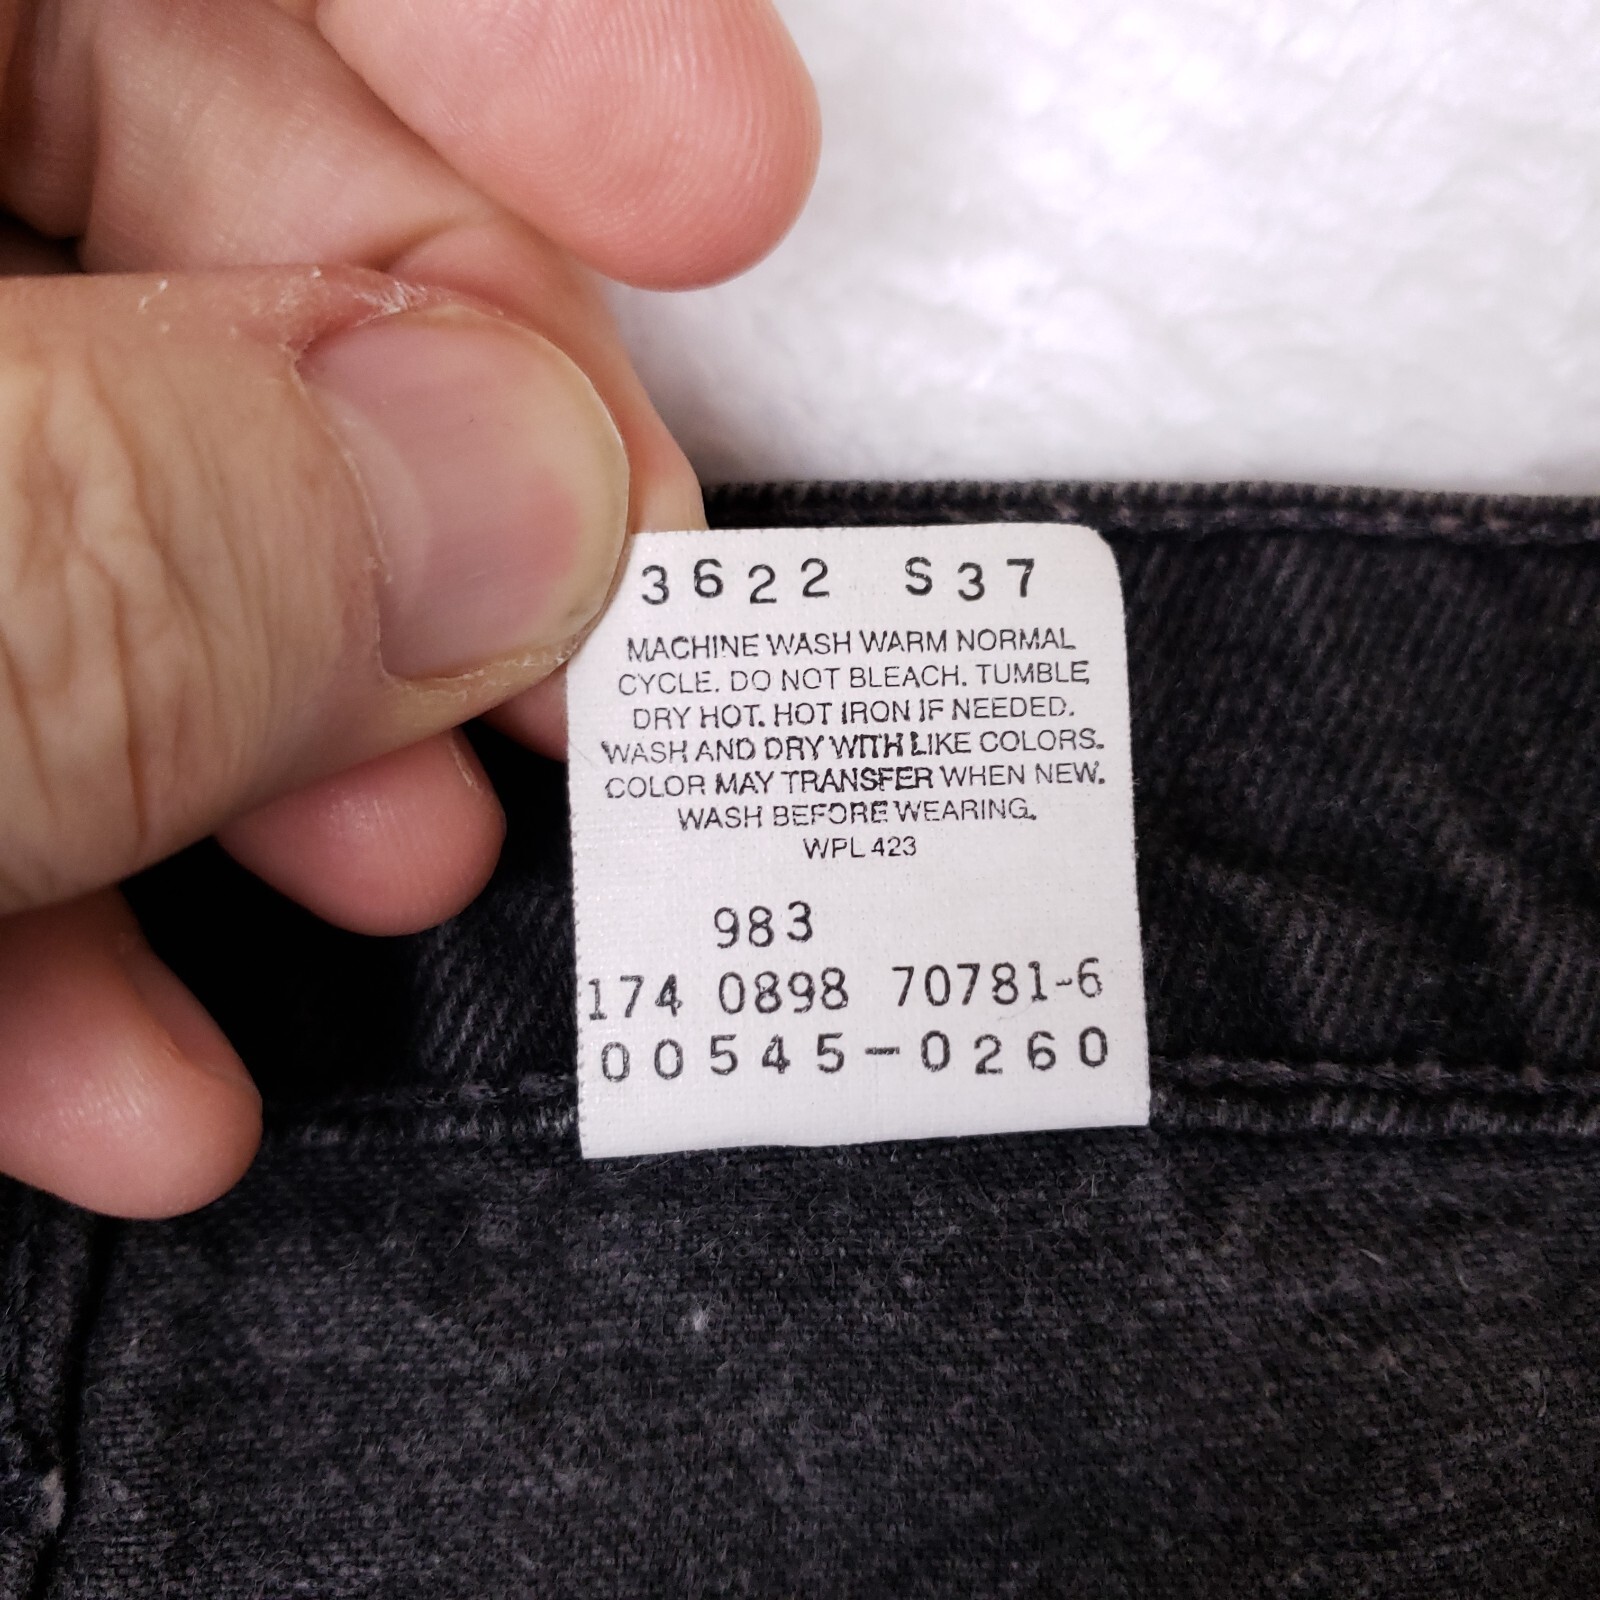 3622 S37
MACHINE WASH WARM NORMAL
CYCLE. DO NOT BLEACH. TUMBLE
DRY HOT. HOT IRON IF NEEDED.
WASH AND DRY WITH LIKE COLORS.
COLOR MAY TRANSFER WHEN NEW.
WASH BEFORE WEARING.
WPL 423
983
174 0898 70781-6
00545-0260